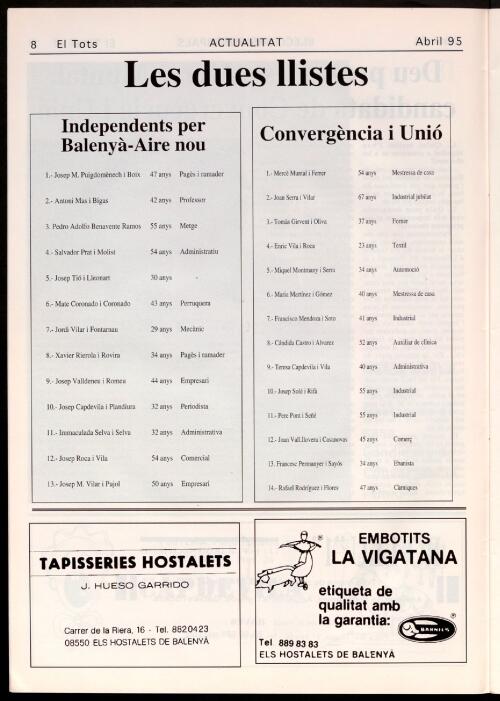 8 El Tots ACTUALITAT Abril 95
Les dues llistes
Independents per
Balenyà-Aire nou
1.- Josep M. Puigdomènech i Boix 47 anys Pagès i ramader
2.- Antoni Mas i Bigas 42 anys Professor
3. Pedro Adolfo Benavente Ramos 55 anys Metge
4.- Salvador Prat i Molist 54 anys Administratiu
5.- Josep Tió i Lleonart 30 anys
6.- Mate Coronado i Coronado 43 anys Perruquera
7.- Jordi Vilar i Fontarnau 29 anys Mecànic
8.- Xavier Rierola i Rovira 34 anys Pagès i ramader
9.- Josep Valldeneu i Romeu 44 anys Empresari
10.- Josep Capdevila i Plandiura 32 anys Periodista
11.- Immaculada Selva i Selva 32 anys Administrativa
12.- Josep Roca i Vila 54 anys Comercial
13.- Josep M. Vilar i Pujol 50 anys Empresari
Convergència i Unió
1.- Mercè Muntal i Ferrer 54 anys Mestressa de casa
2.- Joan Serra i Vilar 67 anys Industrial jubilat
3.- Tomàs Girvent i Oliva 37 anys Forner
4.- Enric Vila i Roca 23 anys Textil
5.- Miquel Montmany i Serra 34 anys Automoció
6.- Maria Martínez i Gómez 40 anys Mestressa de casa
7.- Francisco Mendoza i Soto 41 anys Industrial
8.- Càndida Castro i Alvarez 52 anys Auxiliar de clínica
9.- Teresa Capdevila i Vila 40 anys Administrativa
10.- Josep Solé i Rifà 55 anys Industrial
11.- Pere Pont i Señé 55 anys Industrial
12.- Joan Vall.llovera i Casanovas 45 anys Comerç
13. Francesc Permanyer i Sayós 34 anys Ebanista
14.- Rafael Rodríguez i Flores 47 anys Càrniques
TAPISSERIES HOSTALETS
J. HUESO GARRIDO
Carrer de la Riera, 16 - Tel. 8820423
08550 ELS HOSTALETS DE BALENYÀ
EMBOTITS
LA VIGATANA
etiqueta de
qualitat amb
la garantia:
Tel 889 83 83
ELS HOSTALETS DE BALENYÀ